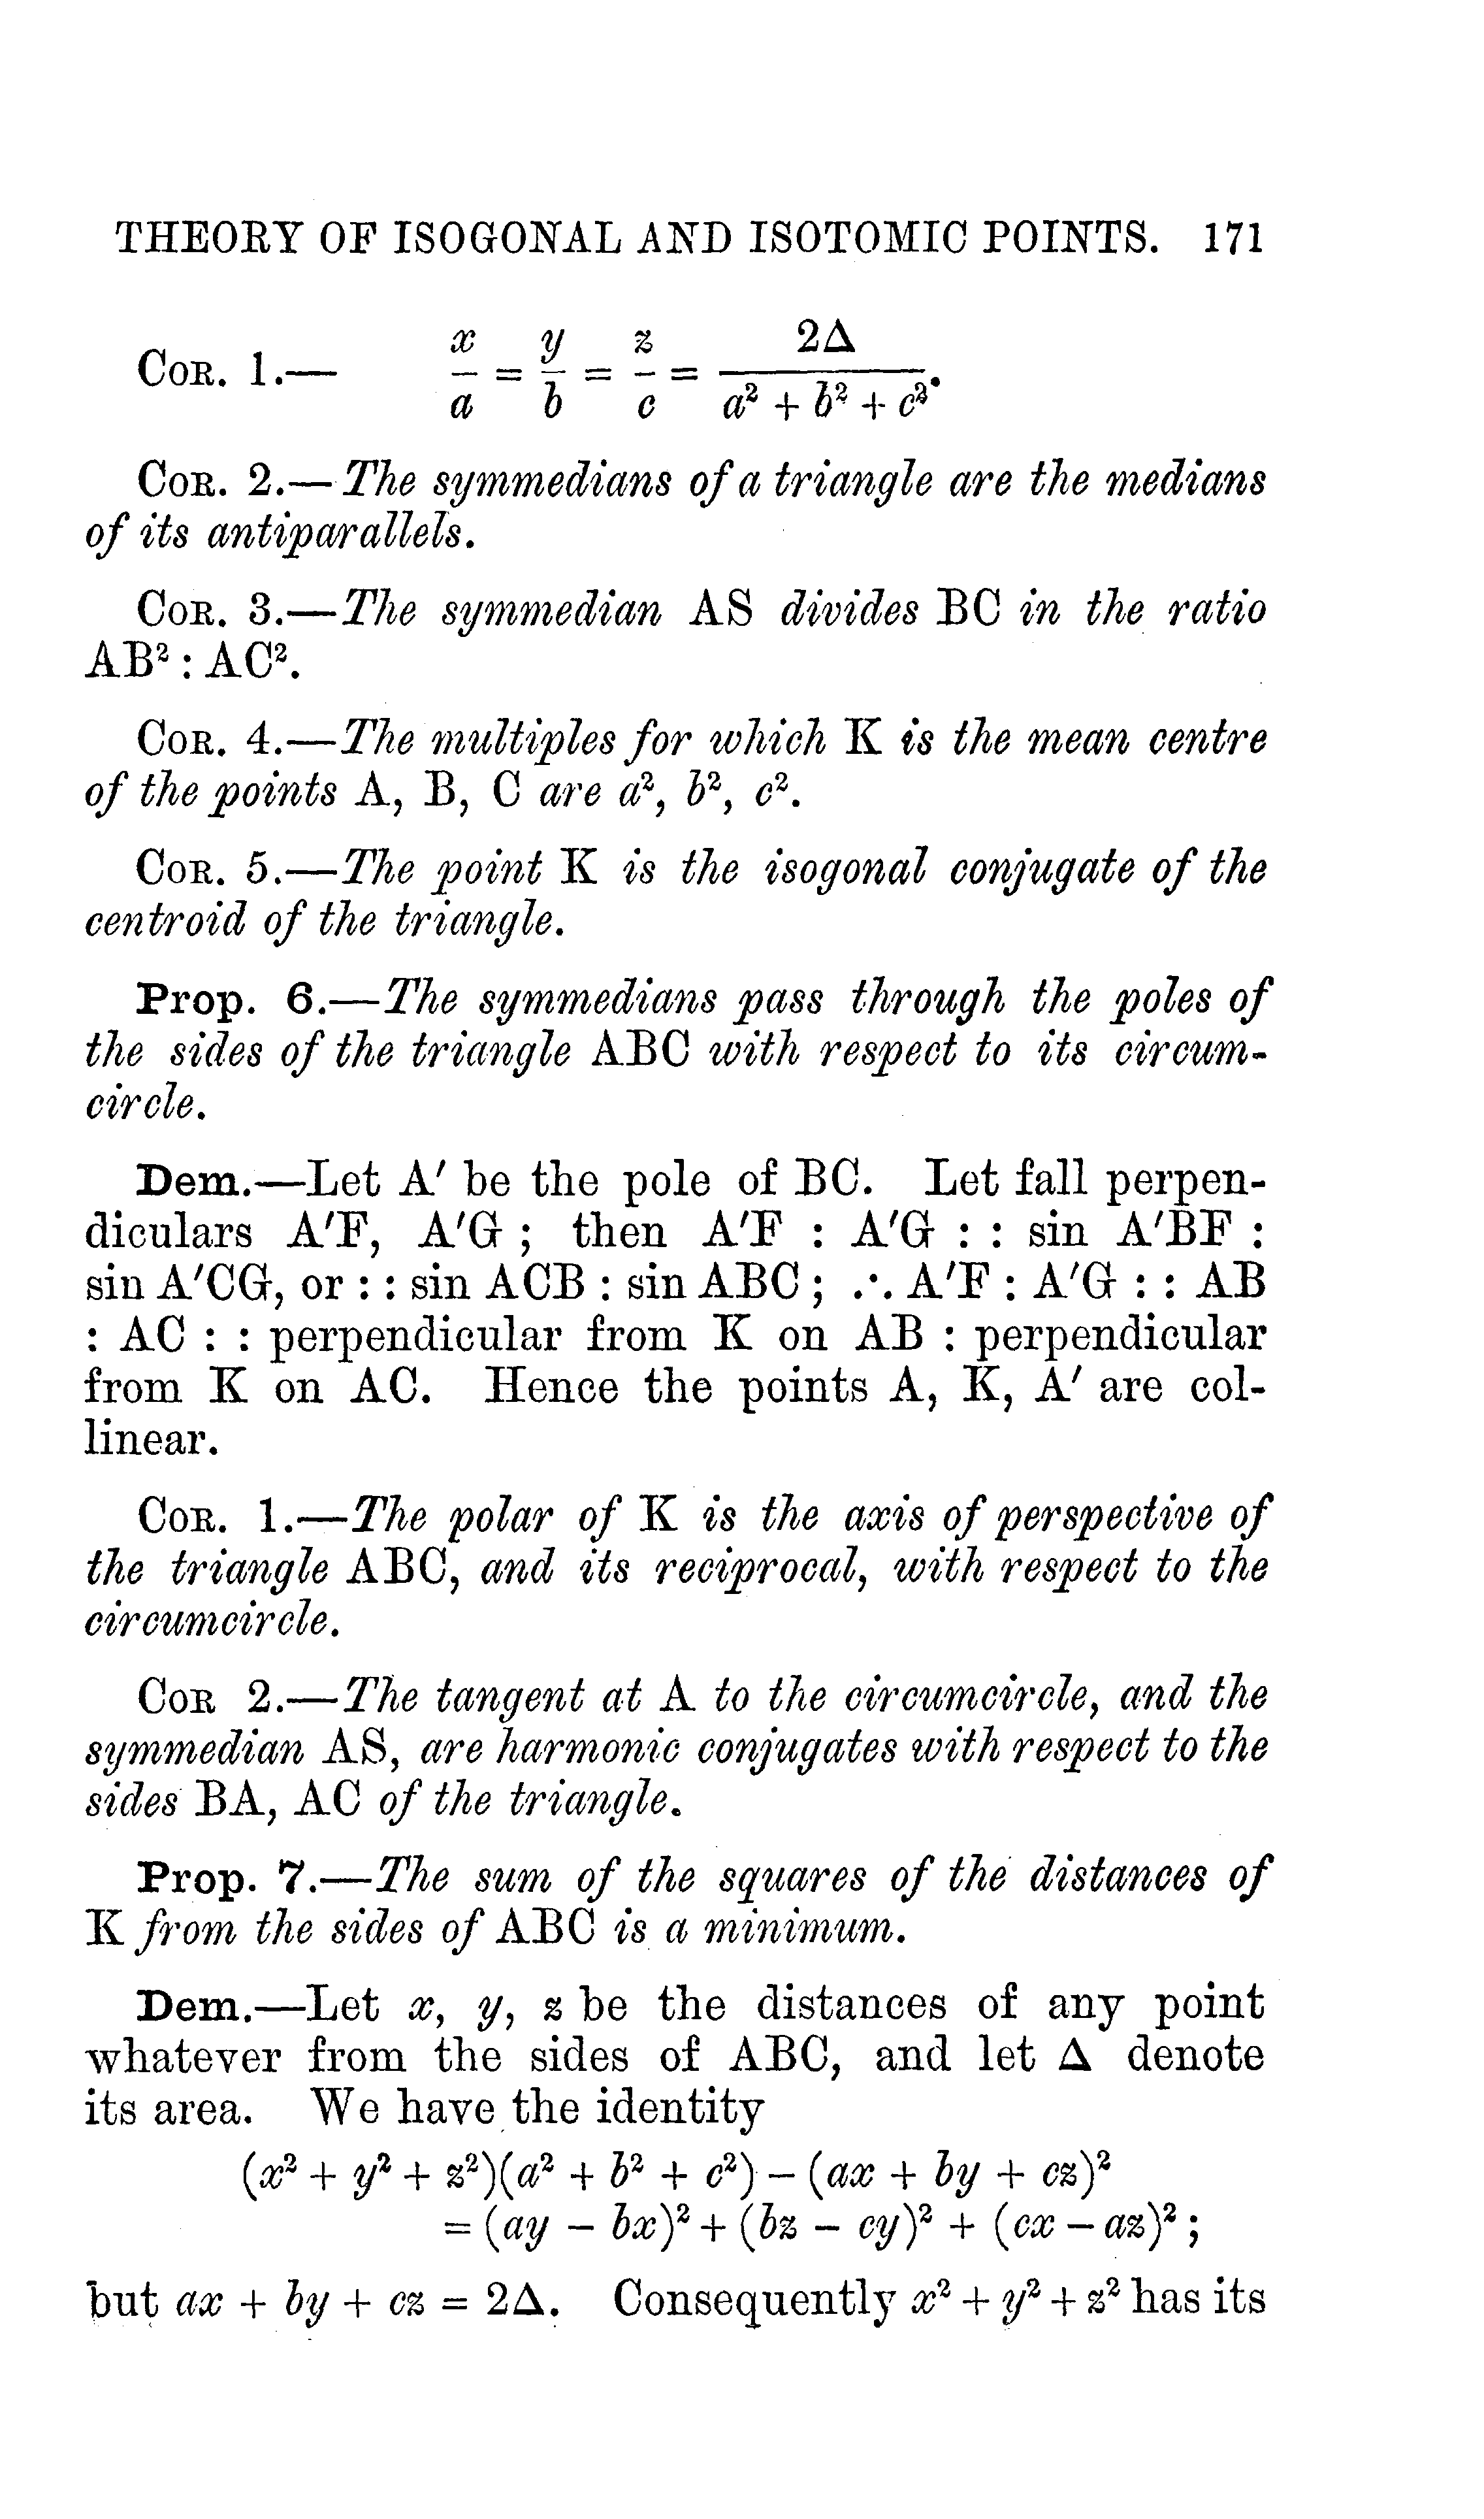 THEORY OF ISOGONAL AND ISOTOMIC POINTS. 171
COR. 1.— x/a = y/b = z/c = 2Δ/(a² + b² + c²).
COR. 2.—The symmedians of a triangle are the medians
of its antiparallels.
COR. 3.—The symmedian AS divides BC in the ratio
AB² : AC².
COR. 4.—The multiples for which K is the mean centre
of the points A, B, C are a², b², c².
COR. 5.—The point K is the isogonal conjugate of the
centroid of the triangle.
Prop. 6.—The symmedians pass through the poles of
the sides of the triangle ABC with respect to its circum-
circle.
Dem.—Let A′ be the pole of BC. Let fall perpen-
diculars A′F, A′G ; then A′F : A′G : : sin A′BF :
sin A′CG, or : : sin ACB : sin ABC ; ∴ A′F : A′G : : AB
: AC : : perpendicular from K on AB : perpendicular
from K on AC. Hence the points A, K, A′ are col-
linear.
COR. 1.—The polar of K is the axis of perspective of
the triangle ABC, and its reciprocal, with respect to the
circumcircle.
COR 2.—The tangent at A to the circumcircle, and the
symmedian AS, are harmonic conjugates with respect to the
sides BA, AC of the triangle.
Prop. 7.—The sum of the squares of the distances of
K from the sides of ABC is a minimum.
Dem.—Let x, y, z be the distances of any point
whatever from the sides of ABC, and let Δ denote
its area. We have the identity
(x² + y² + z²)(a² + b² + c²) – (ax + by + cz)²
= (ay – bx)² + (bz – cy)² + (cx – az)² ;
but ax + by + cz = 2Δ. Consequently x² + y² + z² has its